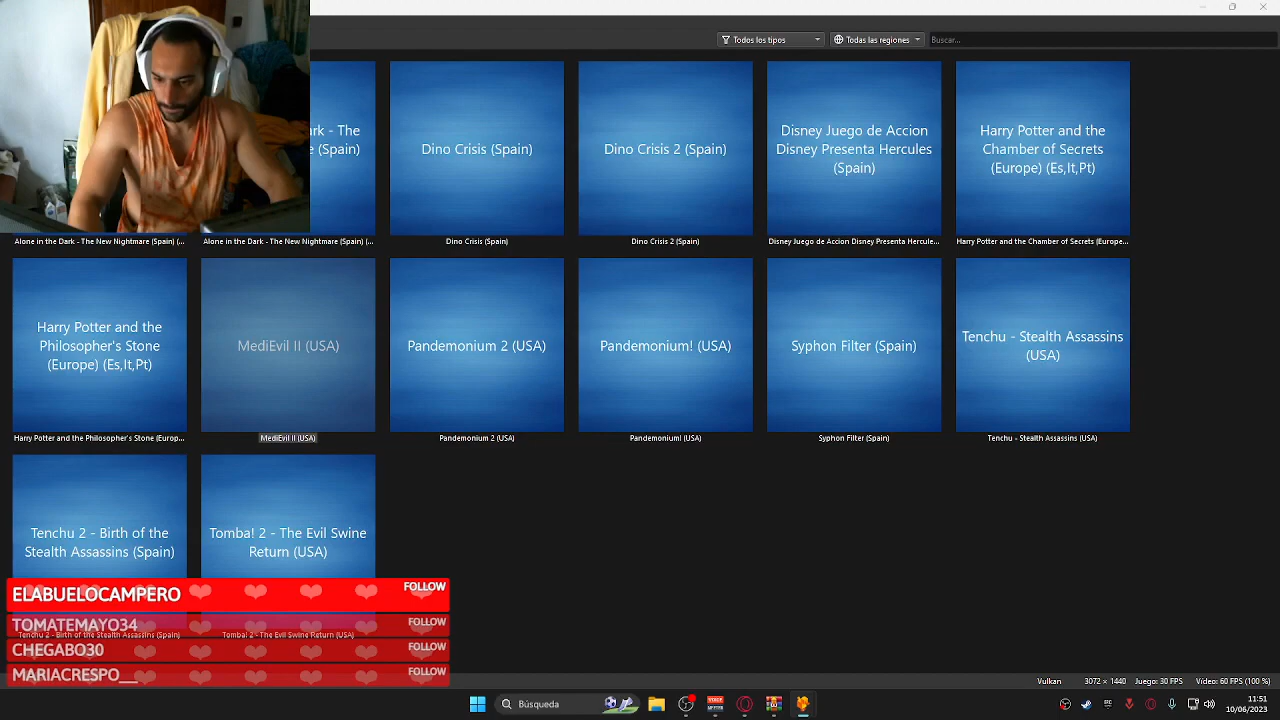 Todos los tipos
Todas las regiones
Buscar...
rk - The
e (Spain)
Dino Crisis (Spain)
Dino Crisis 2 (Spain)
Disney Juego de Accion
Disney Presenta Hercules
(Spain)
Harry Potter and the
Chamber of Secrets
(Europe) (Es,It,Pt)
Alone in the Dark - The New Nightmare (Spain) (...
Alone in the Dark - The New Nightmare (Spain) (...
Dino Crisis (Spain)
Dino Crisis 2 (Spain)
Disney Juego de Accion Disney Presenta Hercule...
Harry Potter and the Chamber of Secrets (Europe...
Harry Potter and the
Philosopher's Stone
(Europe) (Es,It,Pt)
MediEvil II (USA)
Pandemonium 2 (USA)
Pandemonium! (USA)
Syphon Filter (Spain)
Tenchu - Stealth Assassins
(USA)
Harry Potter and the Philosopher's Stone (Europ...
MediEvil II (USA)
Pandemonium 2 (USA)
Pandemonium! (USA)
Syphon Filter (Spain)
Tenchu - Stealth Assassins (USA)
Tenchu 2 - Birth of the
Stealth Assassins (Spain)
Tomba! 2 - The Evil Swine
Return (USA)
ELABUELOCAMPERO
FOLLOW
TOMATEMAYO34
FOLLOW
Tenchu 2 - Birth of the Stealth Assassins (Spain)
Tomba! 2 - The Evil Swine Return (USA)
CHEGABO30
FOLLOW
MARIACRESPO__
FOLLOW
Vulkan
3072 × 1440
Juego: 30 FPS
Vídeo: 60 FPS (100 %)
Búsqueda
11:51
10/06/2023